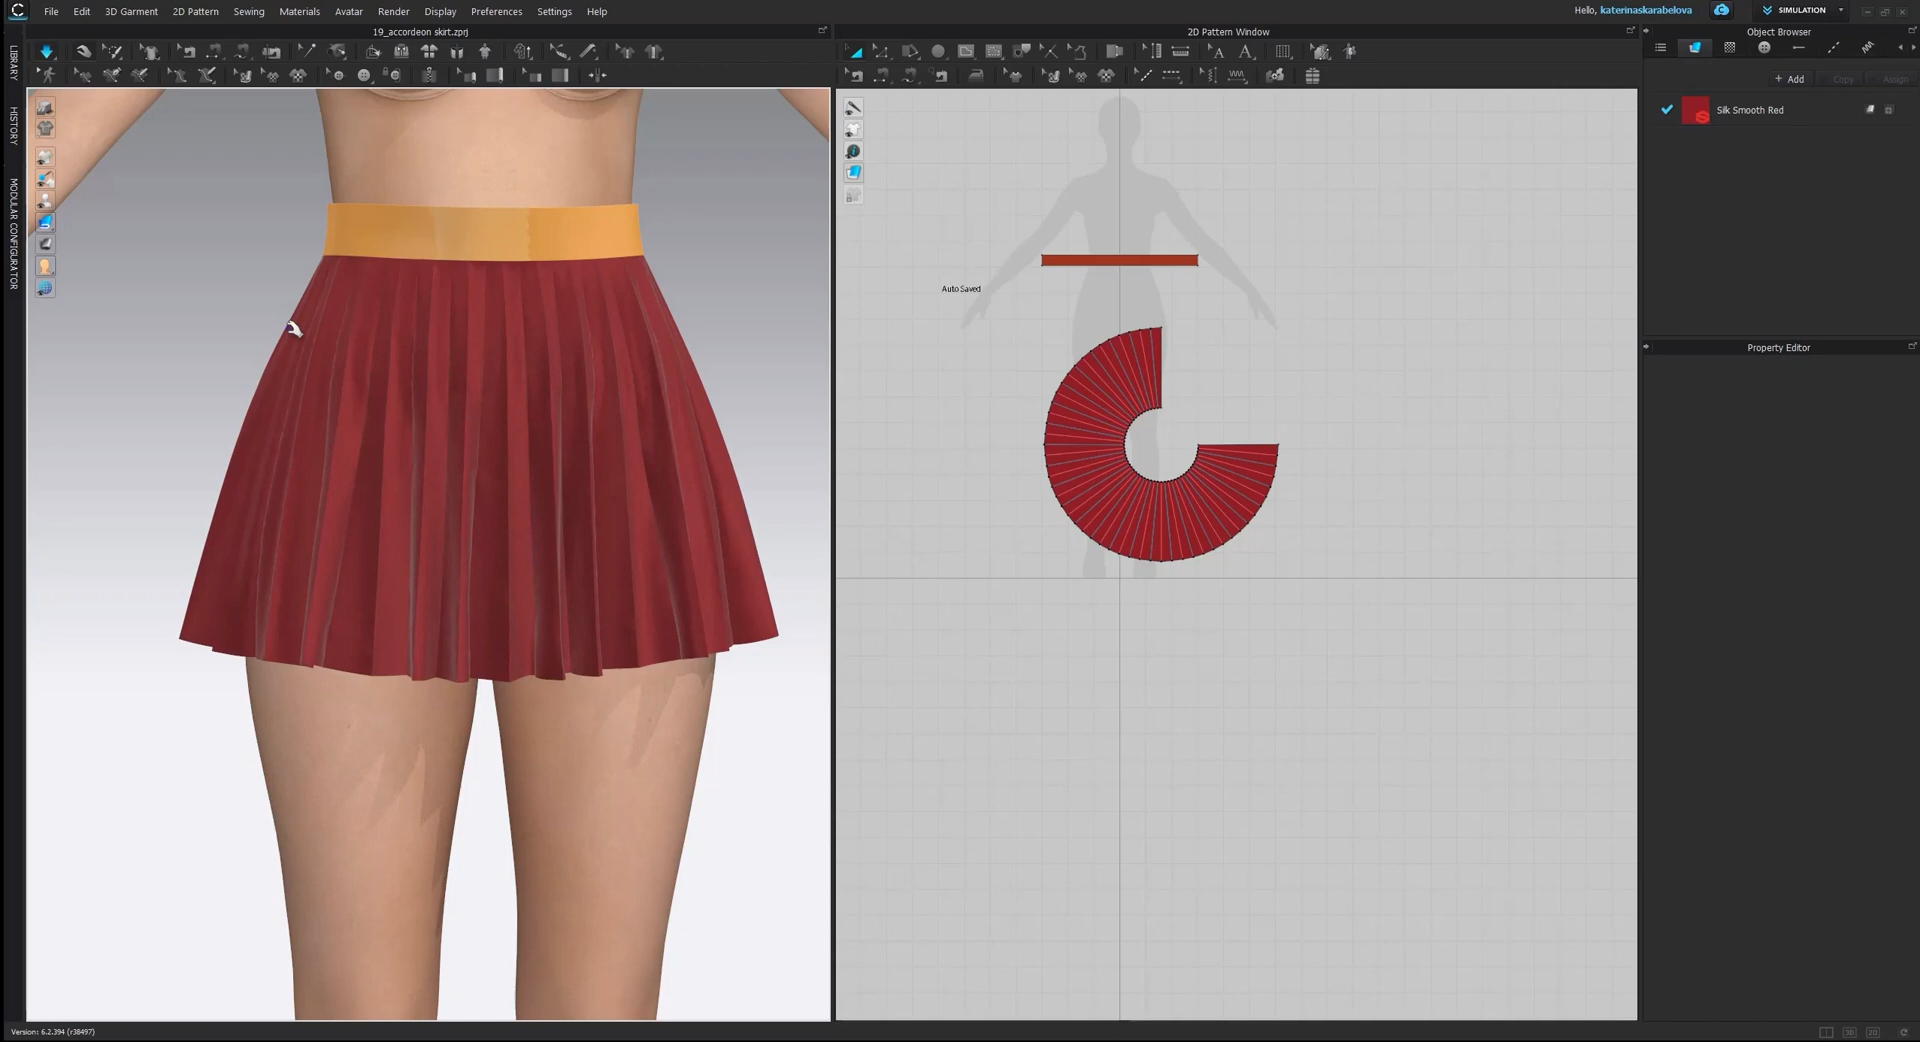 File Edit 3D Garment 2D Pattern Sewing Materials Avatar Render Display Preferences Settings Help
Hello, katerinaskarabelova
SIMULATION
19_accordeon skirt.zprj
2D Pattern Window
Object Browser
LIBRARY
HISTORY
MODULAR CONFIGURATOR
+ Add
Copy
Assign
Silk Smooth Red
Auto Saved
Property Editor
Version: 6.2.394 (r38497)
3D
2D